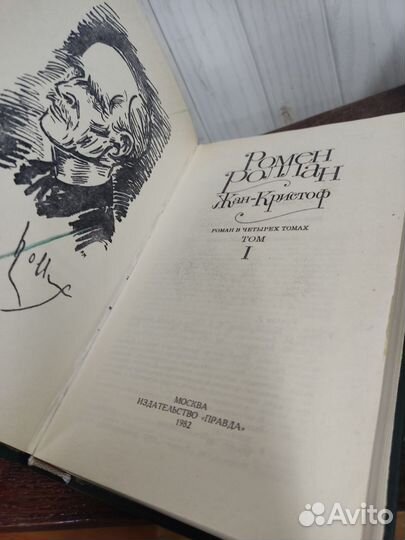 Ромен
Роллан
Жан-Кристоф
РОМАН В ЧЕТЫРЕХ ТОМАХ
ТОМ
I
МОСКВА
ИЗДАТЕЛЬСТВО «ПРАВДА»
1982
Avito